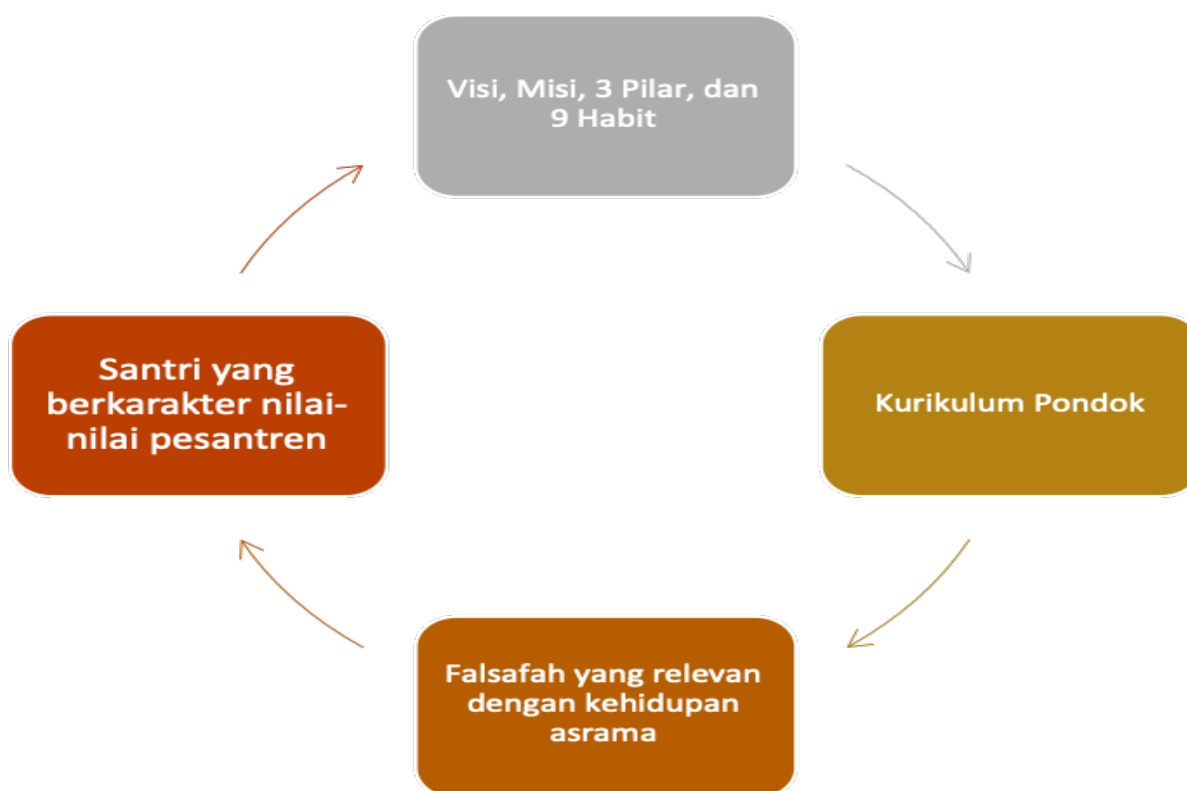 Visi, Misi, 3 Pilar, dan
9 Habit
Kurikulum Pondok
Falsafah yang relevan
dengan kehidupan
asrama
Santri yang
berkarakter nilai-
nilai pesantren